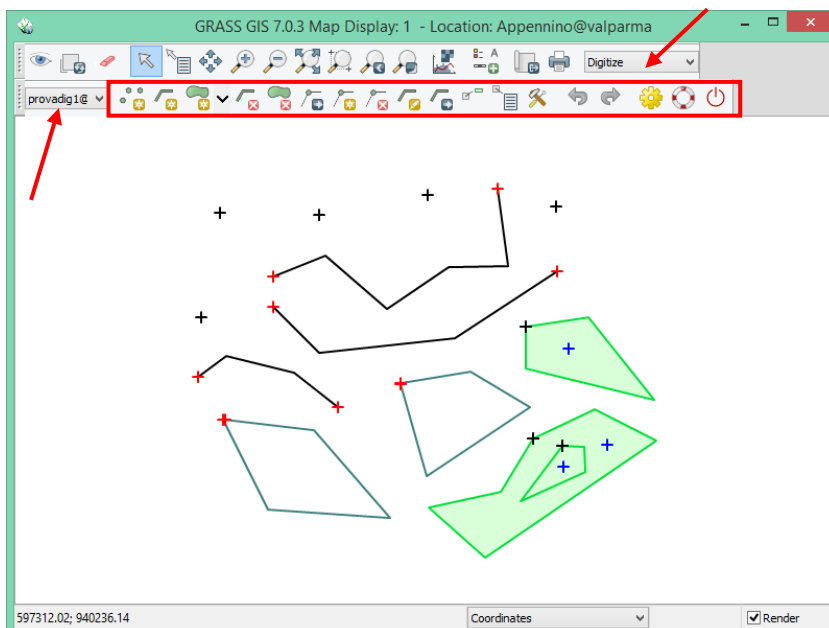 GRASS GIS 7.0.3 Map Display: 1 - Location: Appennino@valparma
Digitize
provadig1@
597312.02; 940236.14
Coordinates
Render